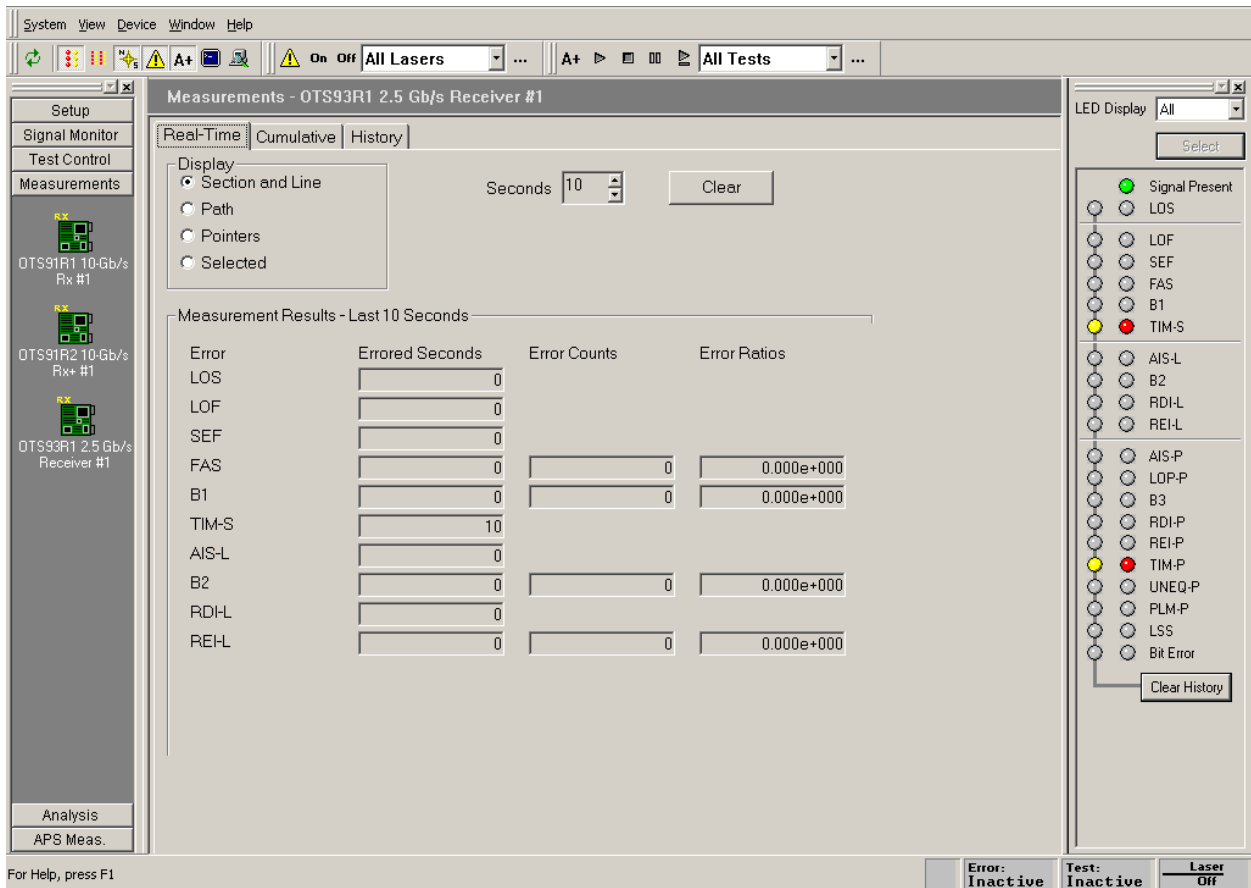 System View Device Window Help
A+ On Off All Lasers ... A+ All Tests ...
Setup
Signal Monitor
Test Control
Measurements
RX
OTS91R1 10-Gb/s
Rx #1
RX
OTS91R2 10-Gb/s
Rx+ #1
RX
OTS93R1 2.5 Gb/s
Receiver #1
Analysis
APS Meas.
Measurements - OTS93R1 2.5 Gb/s Receiver #1
Real-Time Cumulative History
Display
Section and Line
Path
Pointers
Selected
Seconds 10 Clear
Measurement Results - Last 10 Seconds
Error Errored Seconds Error Counts Error Ratios
LOS 0
LOF 0
SEF 0
FAS 0 0 0.000e+000
B1 0 0 0.000e+000
TIM-S 10
AIS-L 0
B2 0 0 0.000e+000
RDI-L 0
REI-L 0 0 0.000e+000
LED Display All
Select
Signal Present
LOS
LOF
SEF
FAS
B1
TIM-S
AIS-L
B2
RDI-L
REI-L
AIS-P
LOP-P
B3
RDI-P
REI-P
TIM-P
UNEQ-P
PLM-P
LSS
Bit Error
Clear History
For Help, press F1
Error:
Inactive
Test:
Inactive
Laser
Off